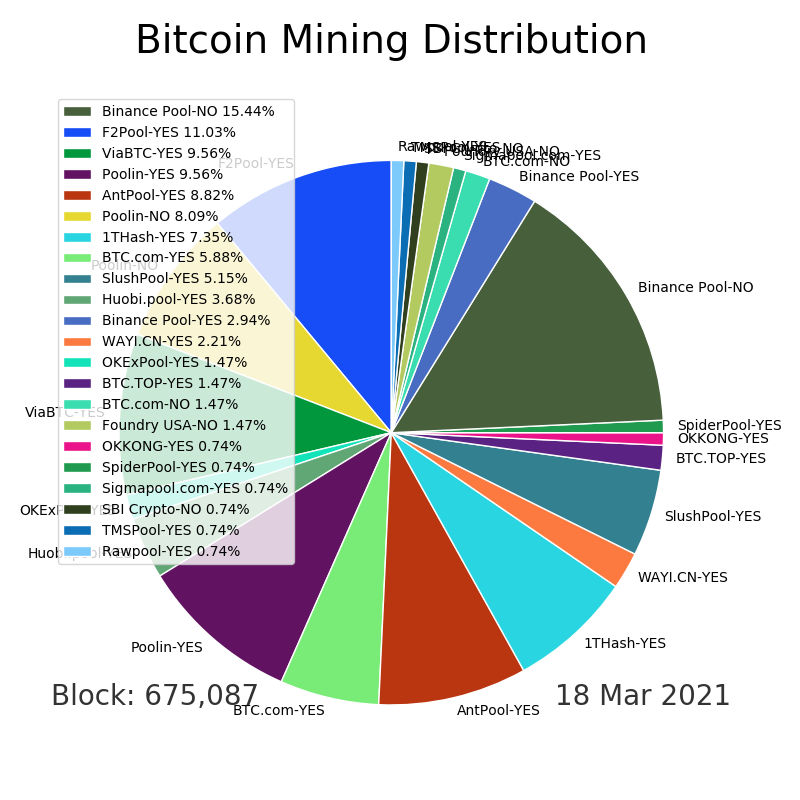 Bitcoin Mining Distribution
Binance Pool-NO 15.44%
F2Pool-YES 11.03%
ViaBTC-YES 9.56%
Poolin-YES 9.56%
AntPool-YES 8.82%
Poolin-NO 8.09%
1THash-YES 7.35%
BTC.com-YES 5.88%
SlushPool-YES 5.15%
Huobi.pool-YES 3.68%
Binance Pool-YES 2.94%
WAYI.CN-YES 2.21%
OKExPool-YES 1.47%
BTC.TOP-YES 1.47%
BTC.com-NO 1.47%
Foundry USA-NO 1.47%
OKKONG-YES 0.74%
SpiderPool-YES 0.74%
Sigmapool.com-YES 0.74%
SBI Crypto-NO 0.74%
TMSPool-YES 0.74%
Rawpool-YES 0.74%
F2Pool-YES
Poolin-NO
ViaBTC-YES
Poolin-YES
BTC.com-YES
AntPool-YES
1THash-YES
WAYI.CN-YES
SlushPool-YES
BTC.TOP-YES
OKKONG-YES
SpiderPool-YES
Binance Pool-NO
Binance Pool-YES
BTC.com-NO
Sigmapool.com-YES
Block: 675,087
18 Mar 2021